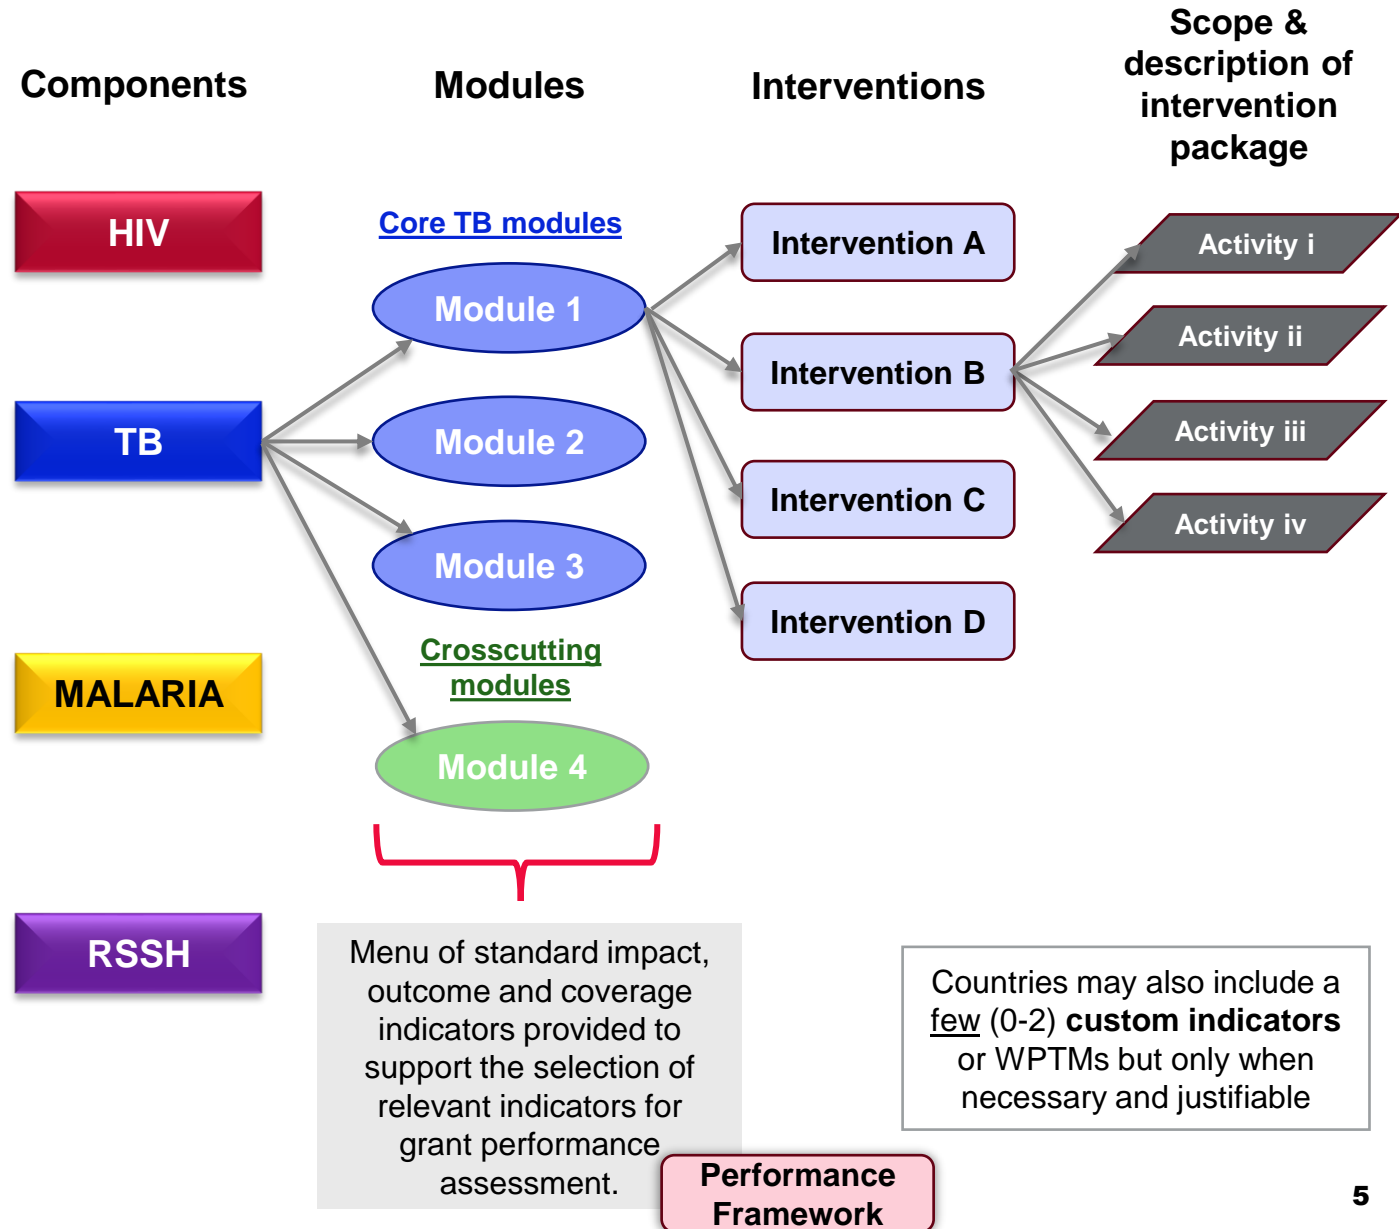 Components
Modules
Interventions
Scope &
description of
intervention
package
HIV
TB
MALARIA
RSSH
Core TB modules
Module 1
Module 2
Module 3
Crosscutting
modules
Module 4
Intervention A
Intervention B
Intervention C
Intervention D
Activity i
Activity ii
Activity iii
Activity iv
Menu of standard impact,
outcome and coverage
indicators provided to
support the selection of
relevant indicators for
grant performance
assessment.
Performance
Framework
Countries may also include a
few (0-2) custom indicators
or WPTMs but only when
necessary and justifiable
5